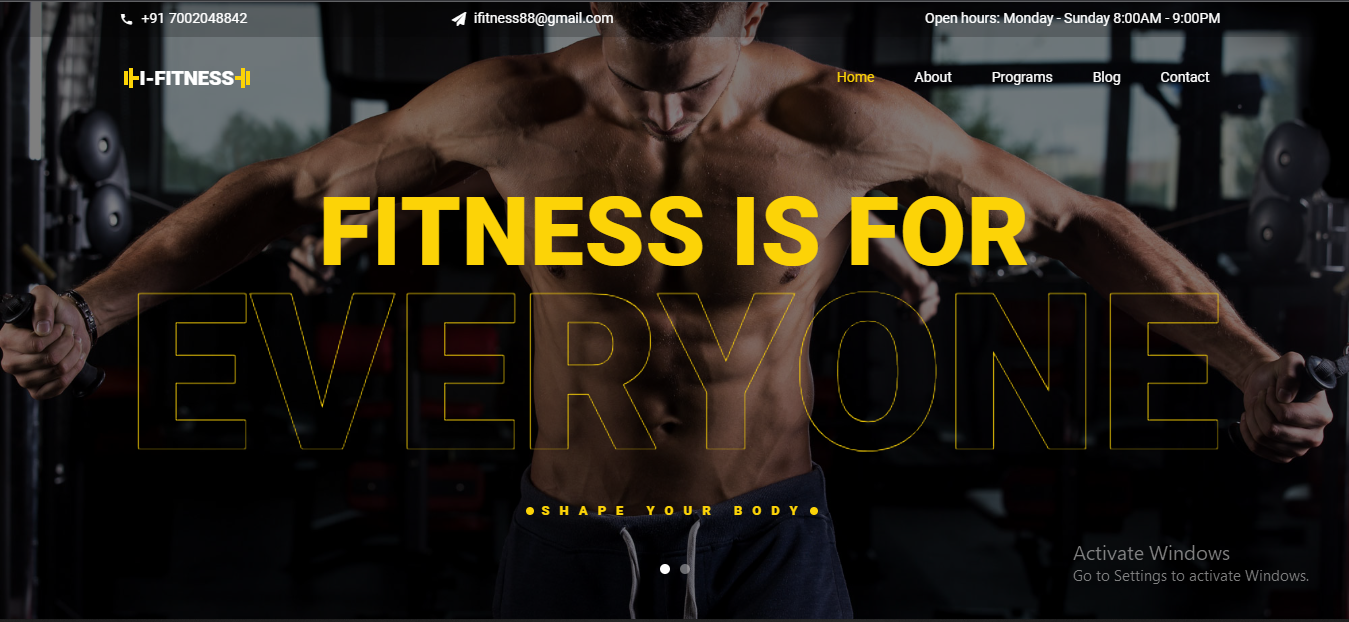 +91 7002048842
ifitness88@gmail.com
Open hours: Monday - Sunday 8:00AM - 9:00PM
I-FITNESS
Home
About
Programs
Blog
Contact
FITNESS IS FOR
EVERYONE
SHAPE YOUR BODY
Activate Windows
Go to Settings to activate Windows.